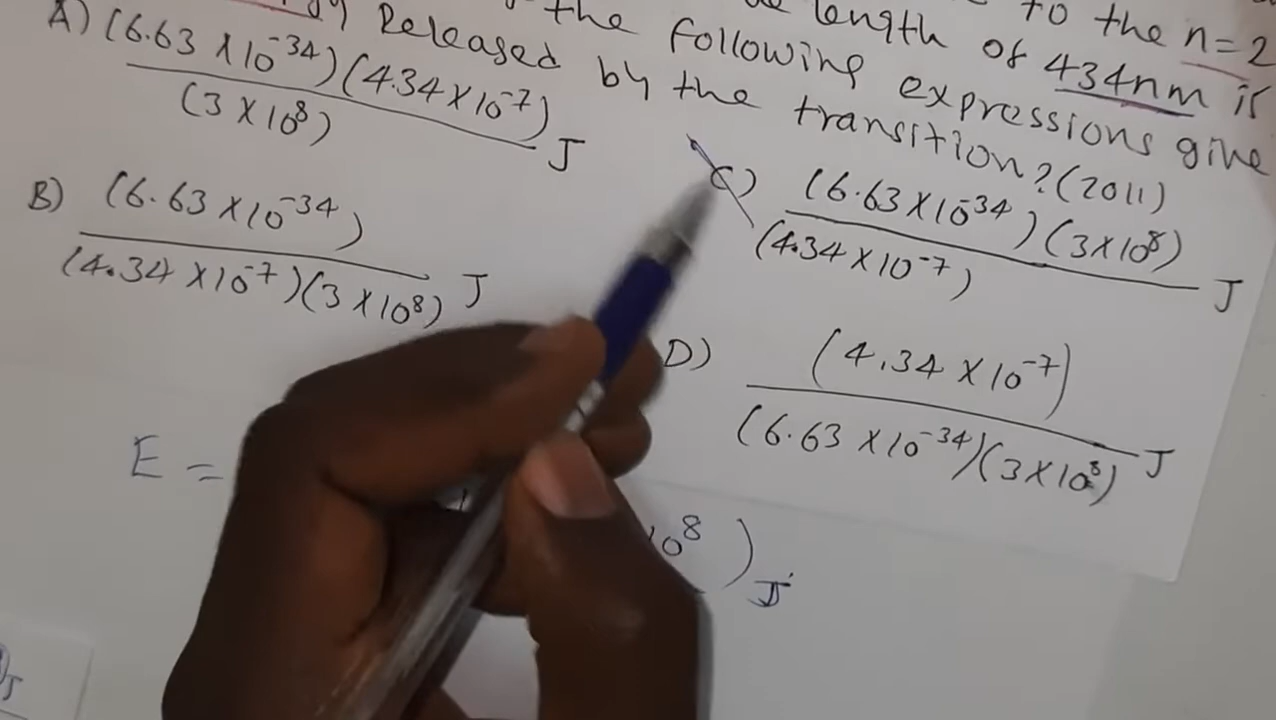 to the n=2
length of 434nm is
the following expressions give
Released by the transition? (2011)
A) (6.63 x 10^-34)(4.34 x 10^-7)
(3 x 10^8) J
B) (6.63 x 10^-34)
(4.34 x 10^-7)(3 x 10^8) J
C) (6.63 x 10^-34)(3 x 10^8)
(4.34 x 10^-7) J
D) (4.34 x 10^-7)
(6.63 x 10^-34)(3 x 10^8) J
E =
10^8) J
J